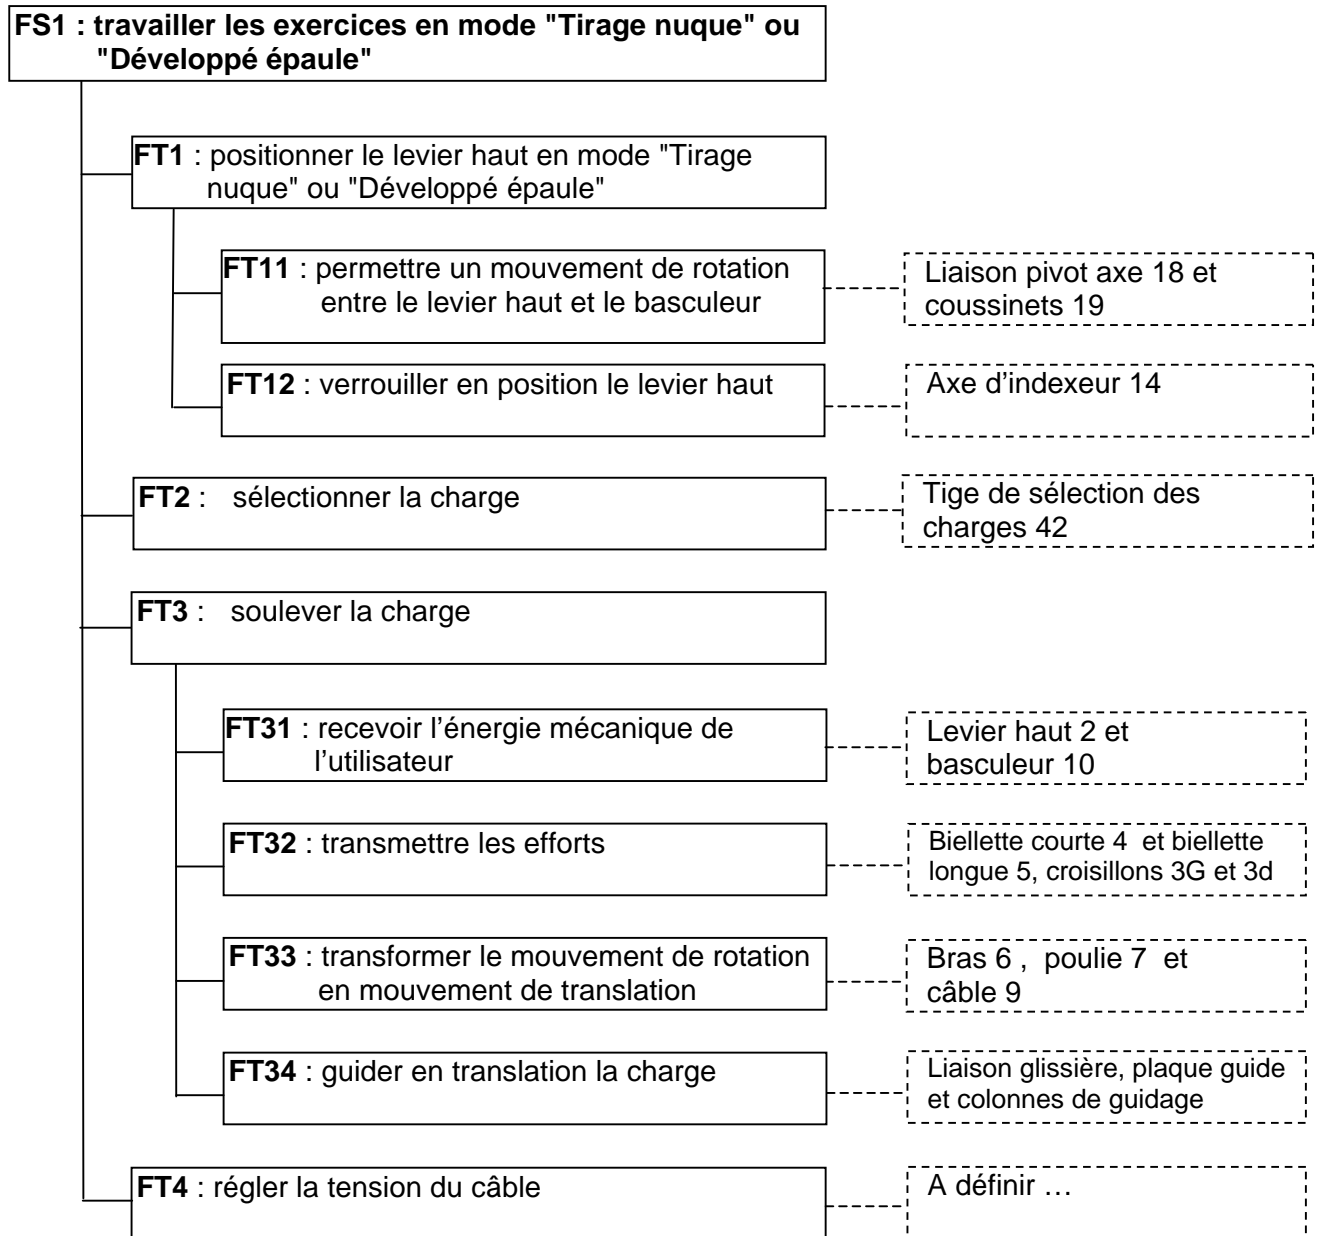 FS1 : travailler les exercices en mode "Tirage nuque" ou
"Développé épaule"
FT1 : positionner le levier haut en mode "Tirage
nuque" ou "Développé épaule"
FT11 : permettre un mouvement de rotation
entre le levier haut et le basculeur
Liaison pivot axe 18 et
coussinets 19
FT12 : verrouiller en position le levier haut
Axe d'indexeur 14
FT2 : sélectionner la charge
Tige de sélection des
charges 42
FT3 : soulever la charge
FT31 : recevoir l'énergie mécanique de
l'utilisateur
Levier haut 2 et
basculeur 10
FT32 : transmettre les efforts
Biellette courte 4 et biellette
longue 5, croisillons 3G et 3d
FT33 : transformer le mouvement de rotation
en mouvement de translation
Bras 6 , poulie 7 et
câble 9
FT34 : guider en translation la charge
Liaison glissière, plaque guide
et colonnes de guidage
FT4 : régler la tension du câble
A définir …